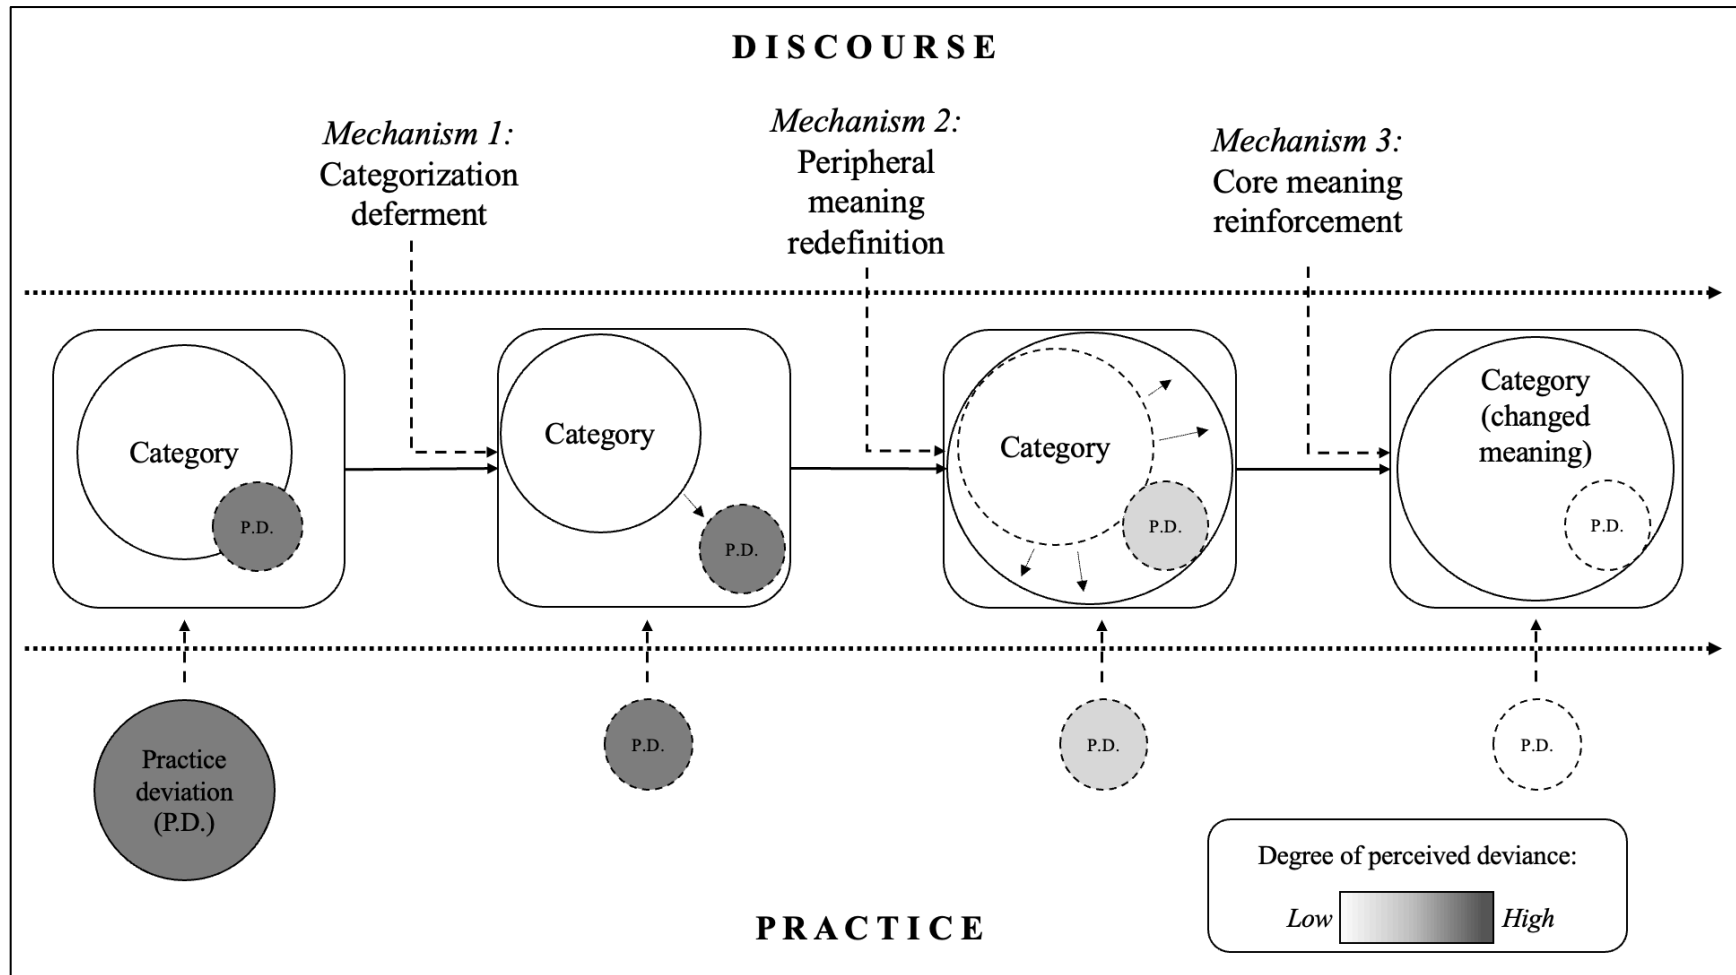 DISCOURSE
Mechanism 1:
Categorization
deferment
Mechanism 2:
Peripheral
meaning
redefinition
Mechanism 3:
Core meaning
reinforcement
Category
P.D.
Category
P.D.
Category
P.D.
Category
(changed
meaning)
P.D.
Practice
deviation
(P.D.)
P.D.
P.D.
P.D.
Degree of perceived deviance:
Low High
PRACTICE